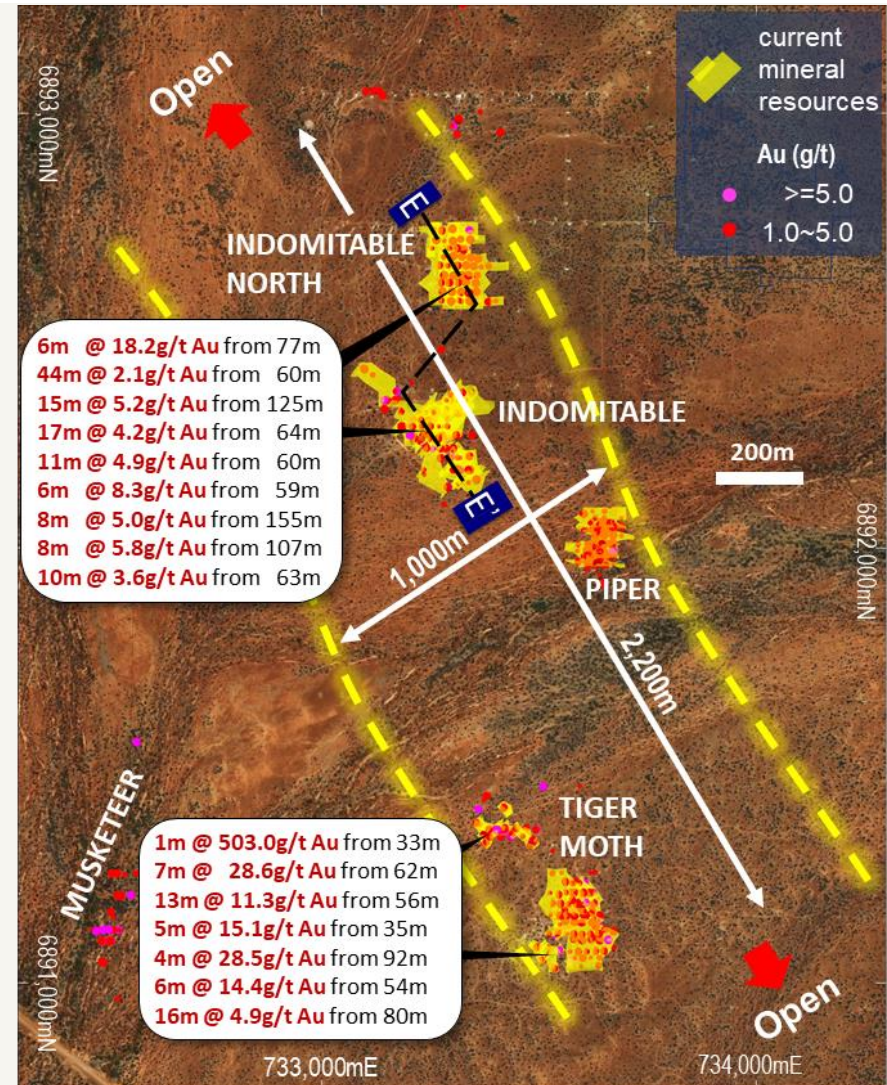 6893,000mN
Open
current
mineral
resources
Au (g/t)
>=5.0
1.0~5.0
E
INDOMITABLE
NORTH
6m @ 18.2g/t Au from 77m
44m @ 2.1g/t Au from 60m
15m @ 5.2g/t Au from 125m
17m @ 4.2g/t Au from 64m
11m @ 4.9g/t Au from 60m
6m @ 8.3g/t Au from 59m
8m @ 5.0g/t Au from 155m
8m @ 5.8g/t Au from 107m
10m @ 3.6g/t Au from 63m
INDOMITABLE
200m
E'
6892,000mN
1,000m
PIPER
2,200m
MUSKETEER
TIGER
MOTH
1m @ 503.0g/t Au from 33m
7m @ 28.6g/t Au from 62m
13m @ 11.3g/t Au from 56m
5m @ 15.1g/t Au from 35m
4m @ 28.5g/t Au from 92m
6m @ 14.4g/t Au from 54m
16m @ 4.9g/t Au from 80m
6891,000mN
Open
733,000mE
734,000mE